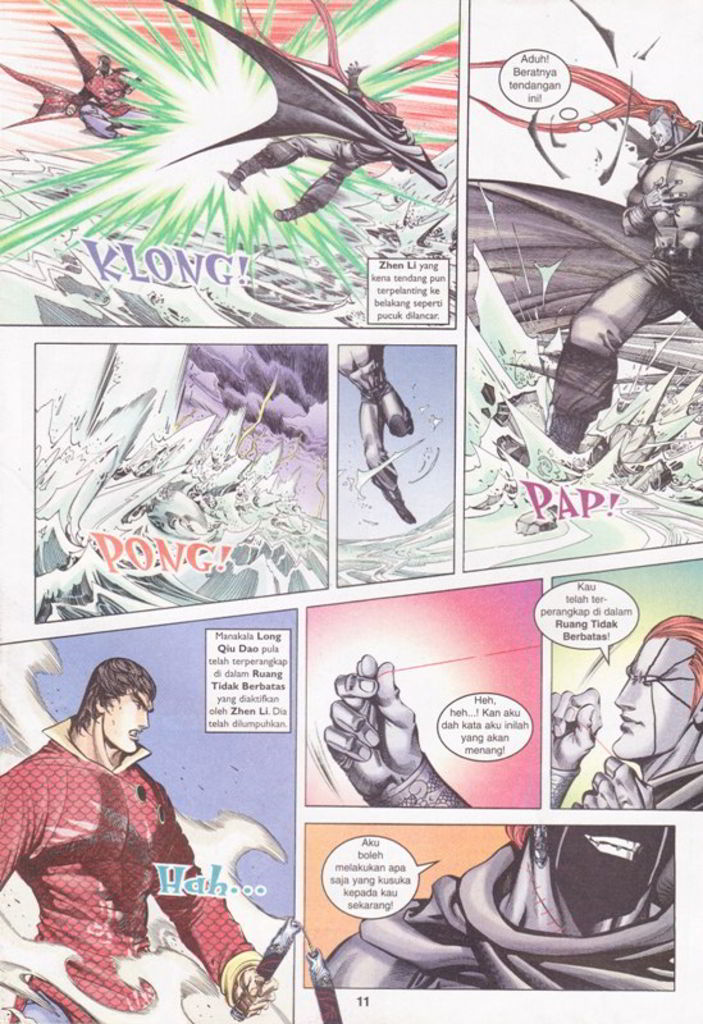 Aduh!
Beratnya
tendangan
ini!
KLONG!
Zhen Li yang
kena tendang pun
terpelanting ke
belakang seperti
pucuk dilancar.
PAP!
PONG!
Manakala Long
Qiu Dao pula
telah terperangkap
di dalam Ruang
Tidak Berbatas
yang diaktifkan
oleh Zhen Li. Dia
telah dilumpuhkan.
Hah...
Heh,
heh...! Kan aku
dah kata aku inilah
yang akan
menang!
Kau
telah ter-
perangkap di dalam
Ruang Tidak
Berbatas!
Aku
boleh
melakukan apa
saja yang kusuka
kepada kau
sekarang!
11